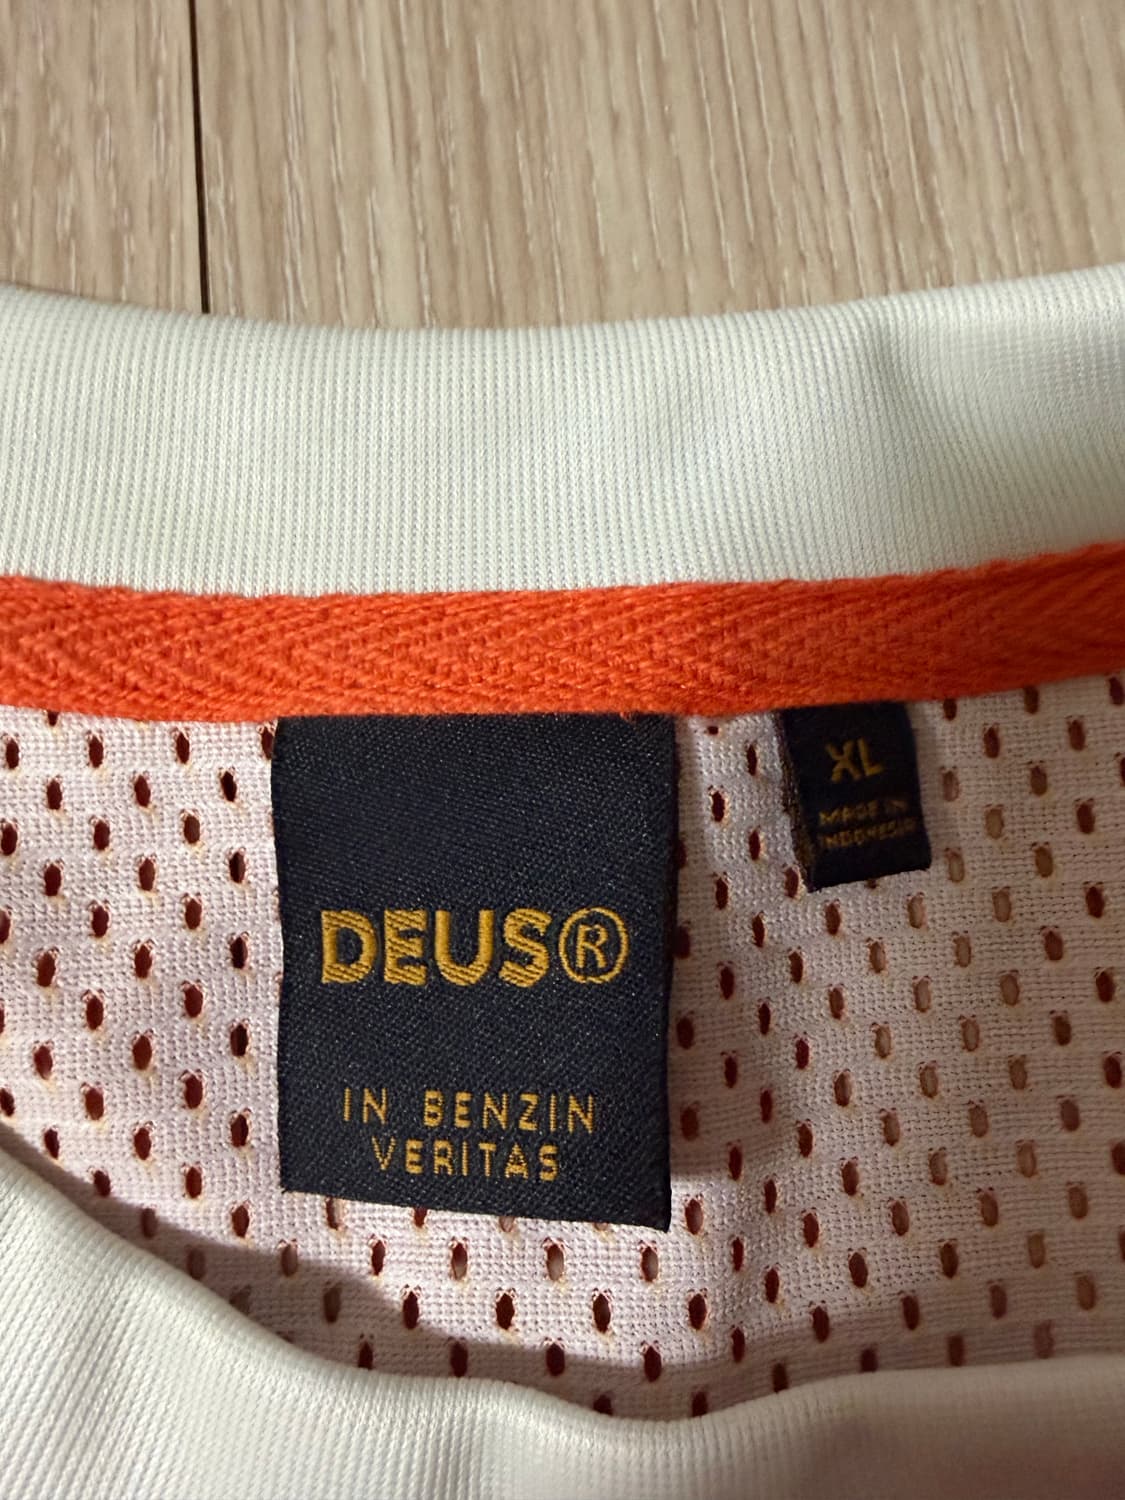 DEUS®
IN BENZIN
VERITAS
XL
MADE IN
INDONESIA